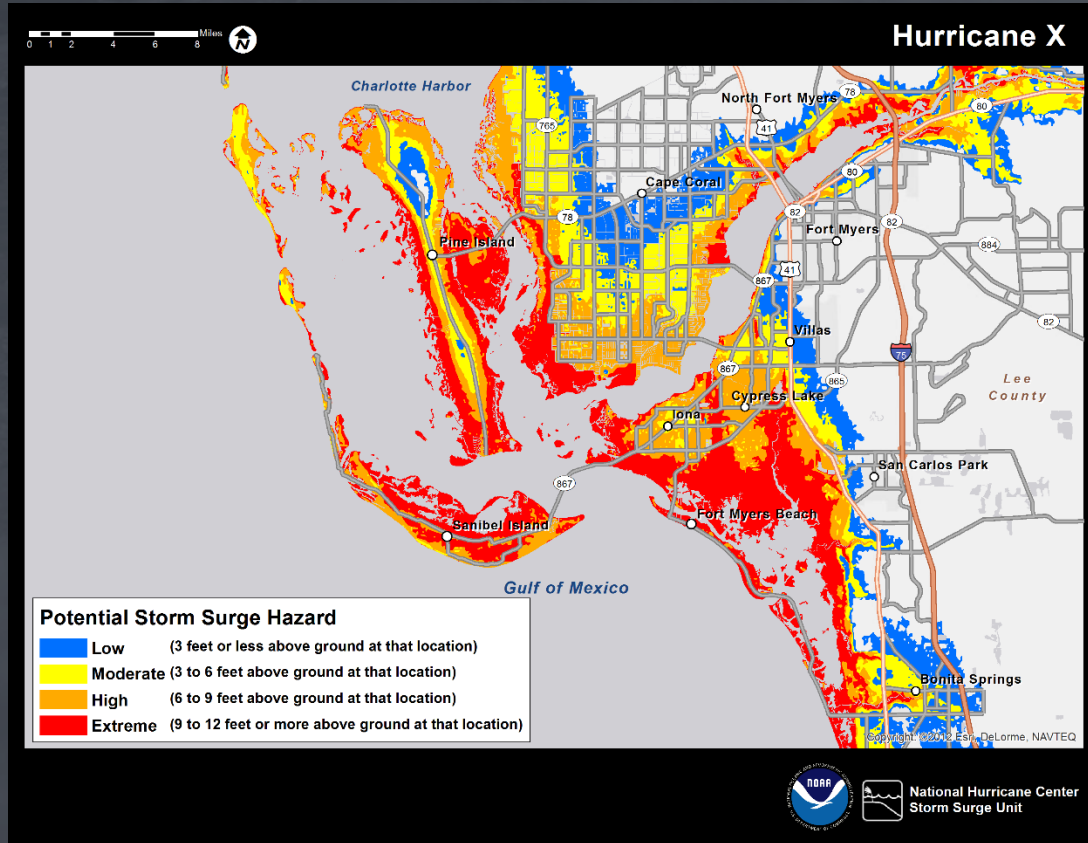 Miles
0 1 2 4 6 8
N
Hurricane X
Charlotte Harbor
North Fort Myers
78
80
41
765
Cape Coral
80
78
82
Fort Myers
82
Pine Island
884
41
867
82
Villas
75
867
865
Lee
County
Cypress Lake
Iona
San Carlos Park
867
Fort Myers Beach
Sanibel Island
Gulf of Mexico
Potential Storm Surge Hazard
Low (3 feet or less above ground at that location)
Moderate (3 to 6 feet above ground at that location)
High (6 to 9 feet above ground at that location)
Extreme (9 to 12 feet or more above ground at that location)
Bonita Springs
Copyright: ©2012 Esri, DeLorme, NAVTEQ
NOAA
National Hurricane Center
Storm Surge Unit